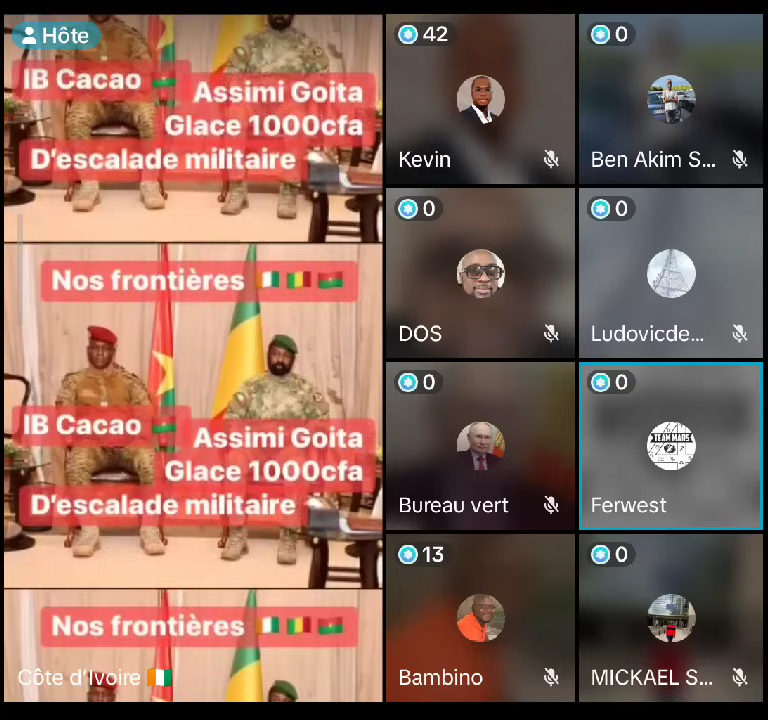 Hôte
IB Cacao
Assimi Goita
Glace 1000cfa
D'escalade militaire
Nos frontières
IB Cacao
Assimi Goita
Glace 1000cfa
D'escalade militaire
Nos frontières
Côte d'Ivoire
42
Kevin
0
Ben Akim S...
0
DOS
0
Ludovicde...
0
Bureau vert
0
TEAM MARS
Ferwest
13
Bambino
0
MICKAEL S...